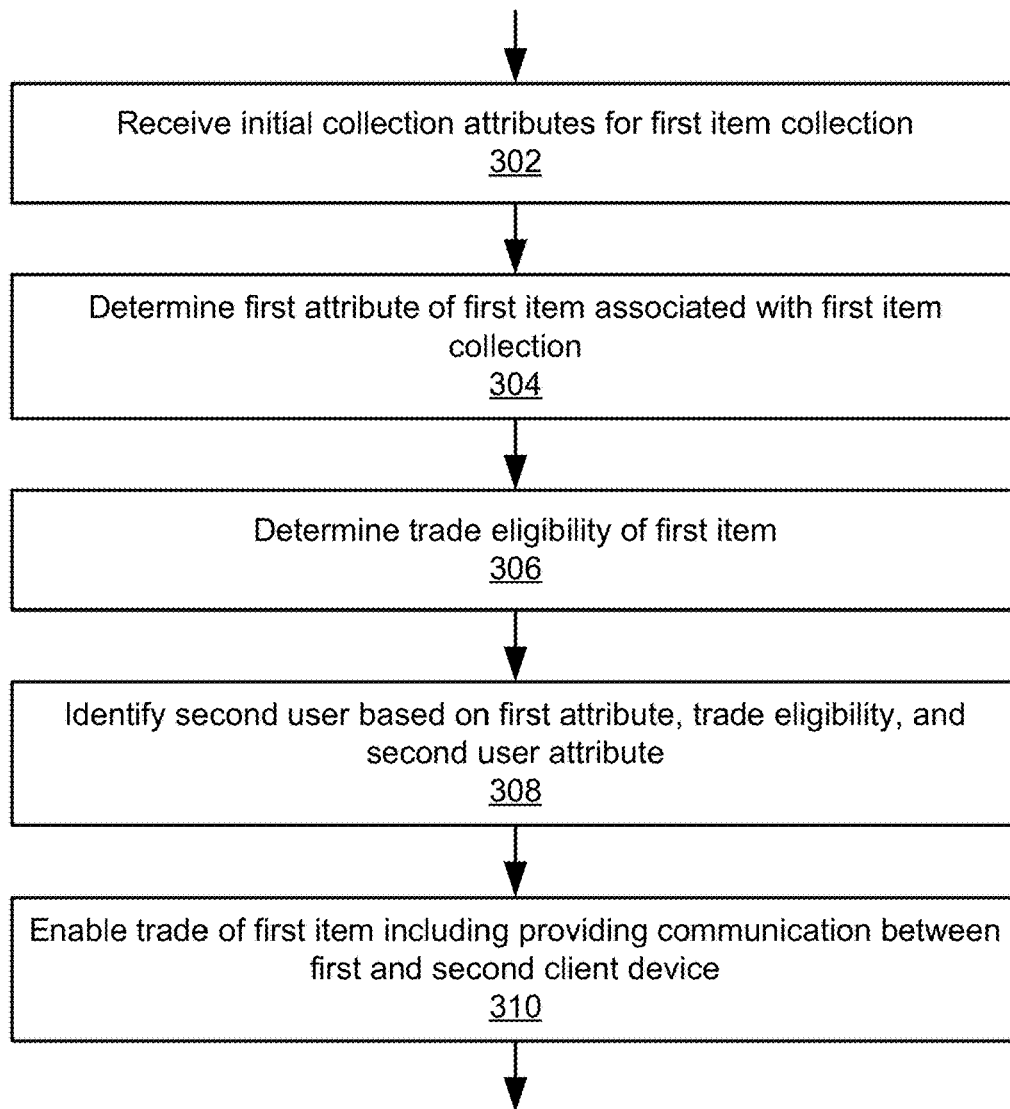 Receive initial collection attributes for first item collection
302
Determine first attribute of first item associated with first item
collection
304
Determine trade eligibility of first item
306
Identify second user based on first attribute, trade eligibility, and
second user attribute
308
Enable trade of first item including providing communication between
first and second client device
310